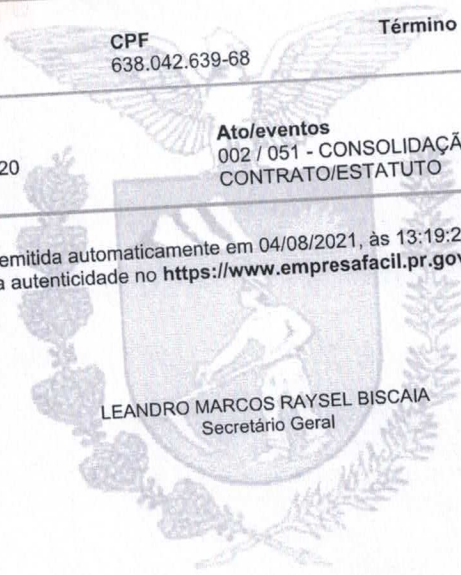 CPF
Término
638.042.639-68
Ato/eventos
20
002 / 051 - CONSOLIDAÇÃ
CONTRATO/ESTATUTO
emitida automaticamente em 04/08/2021, às 13:19:2
a autenticidade no https://www.empresafacil.pr.gov
LEANDRO MARCOS RAYSEL BISCAIA
Secretário Geral